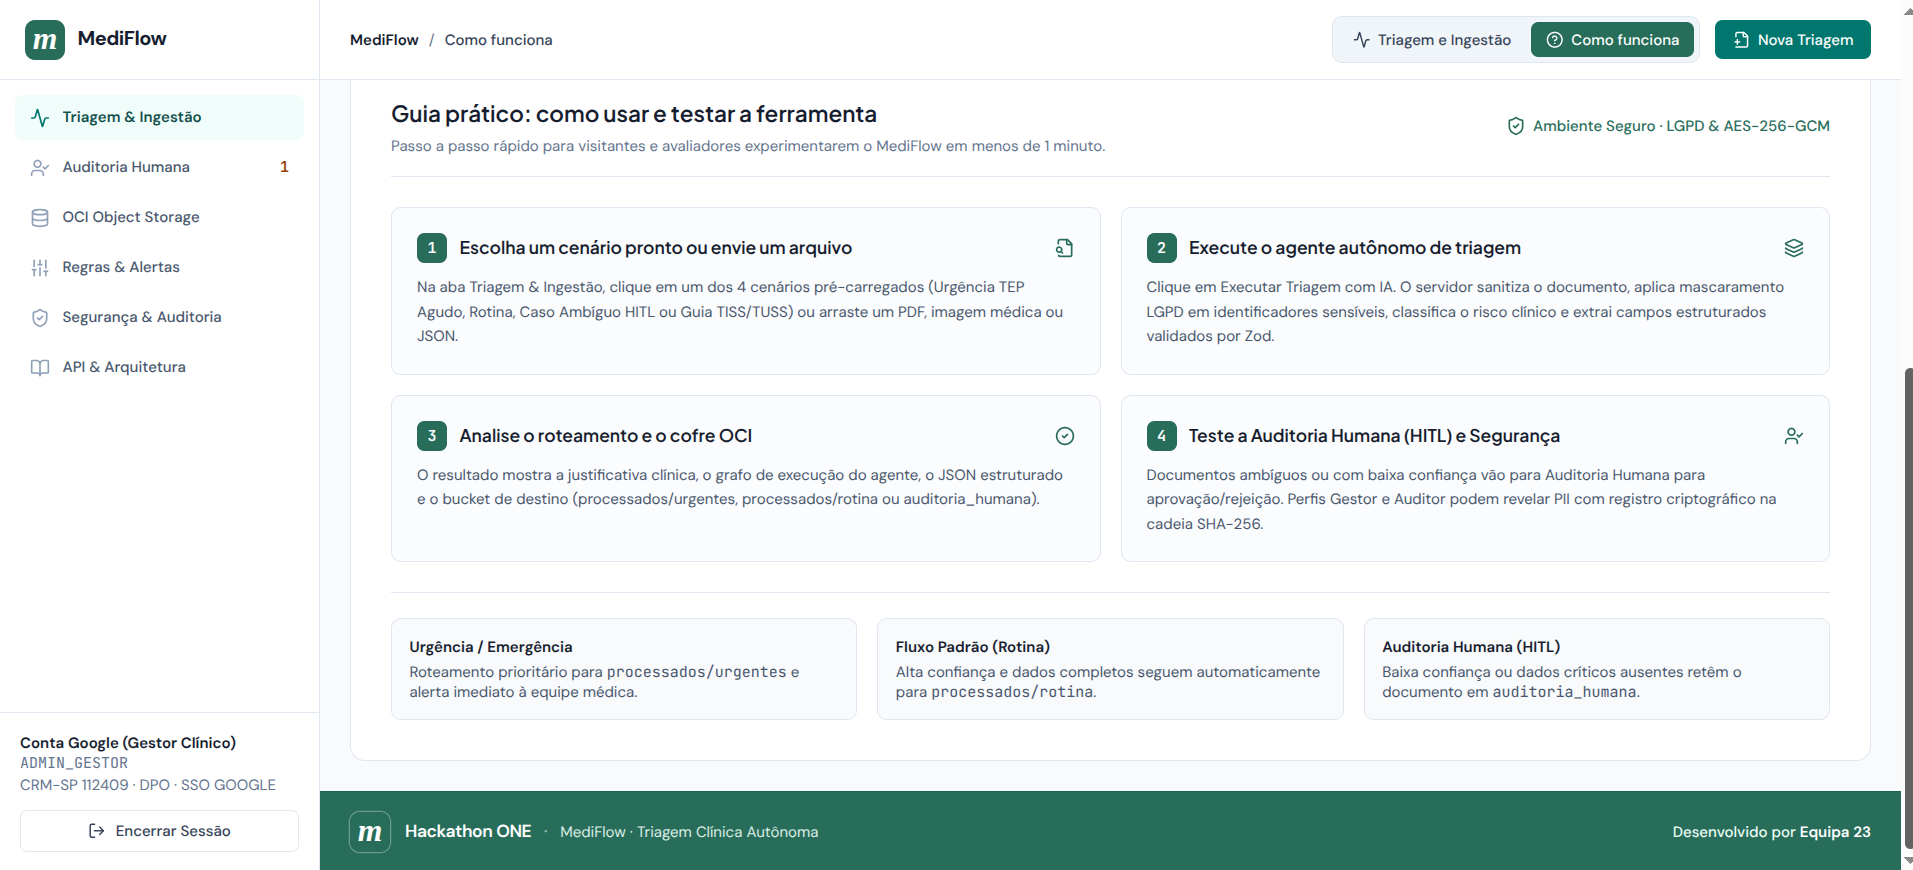 m MediFlow
MediFlow / Como funciona
Triagem e Ingestão
Como funciona
Nova Triagem
Triagem & Ingestão
Auditoria Humana 1
OCI Object Storage
Regras & Alertas
Segurança & Auditoria
API & Arquitetura
Conta Google (Gestor Clínico)
ADMIN_GESTOR
CRM-SP 112409 · DPO · SSO GOOGLE
Encerrar Sessão
Guia prático: como usar e testar a ferramenta
Passo a passo rápido para visitantes e avaliadores experimentarem o MediFlow em menos de 1 minuto.
Ambiente Seguro · LGPD & AES-256-GCM
1 Escolha um cenário pronto ou envie um arquivo
Na aba Triagem & Ingestão, clique em um dos 4 cenários pré-carregados (Urgência TEP
Agudo, Rotina, Caso Ambíguo HITL ou Guia TISS/TUSS) ou arraste um PDF, imagem médica ou
JSON.
2 Execute o agente autônomo de triagem
Clique em Executar Triagem com IA. O servidor sanitiza o documento, aplica mascaramento
LGPD em identificadores sensíveis, classifica o risco clínico e extrai campos estruturados
validados por Zod.
3 Analise o roteamento e o cofre OCI
O resultado mostra a justificativa clínica, o grafo de execução do agente, o JSON estruturado
e o bucket de destino (processados/urgentes, processados/rotina ou auditoria_humana).
4 Teste a Auditoria Humana (HITL) e Segurança
Documentos ambíguos ou com baixa confiança vão para Auditoria Humana para
aprovação/rejeição. Perfis Gestor e Auditor podem revelar PII com registro criptográfico na
cadeia SHA-256.
Urgência / Emergência
Roteamento prioritário para processados/urgentes e
alerta imediato à equipe médica.
Fluxo Padrão (Rotina)
Alta confiança e dados completos seguem automaticamente
para processados/rotina.
Auditoria Humana (HITL)
Baixa confiança ou dados críticos ausentes retêm o
documento em auditoria_humana.
m Hackathon ONE · MediFlow · Triagem Clínica Autônoma
Desenvolvido por Equipa 23